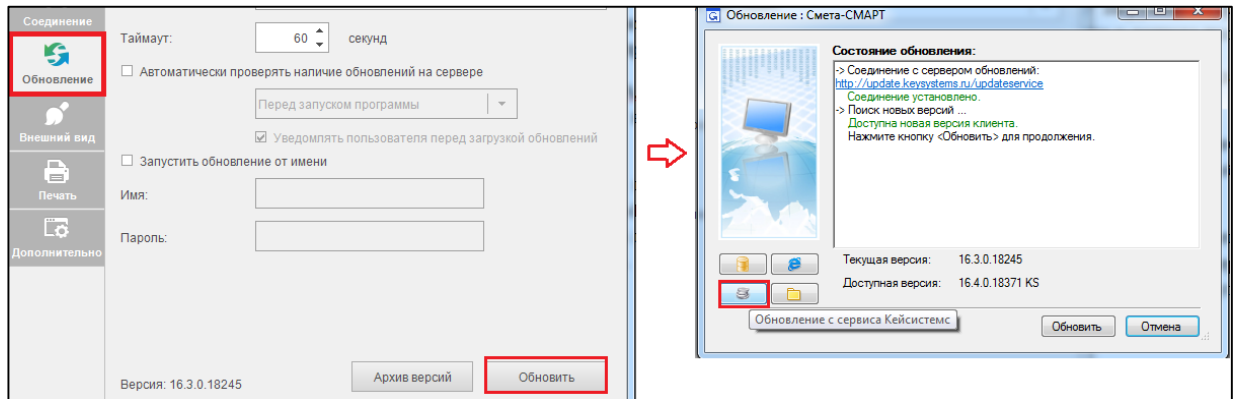 Соединение
Обновление
Внешний вид
Печать
Дополнительно
Таймаут:
60
секунд
Автоматически проверять наличие обновлений на сервере
Перед запуском программы
Уведомлять пользователя перед загрузкой обновлений
Запустить обновление от имени
Имя:
Пароль:
Версия: 16.3.0.18245
Архив версий
Обновить
Обновление : Смета-СМАРТ
Состояние обновления:
-> Соединение с сервером обновлений:
http://update.keysystems.ru/updateservice
Соединение установлено.
-> Поиск новых версий ...
Доступна новая версия клиента.
Нажмите кнопку <Обновить> для продолжения.
Текущая версия: 16.3.0.18245
Доступная версия: 16.4.0.18371 KS
Обновление с сервиса Кейсистемс
Обновить
Отмена